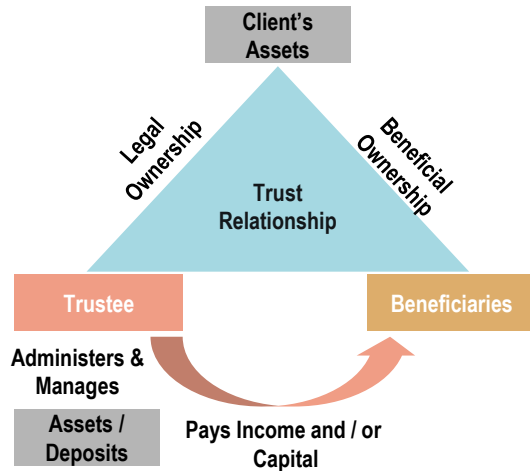 Client's
Assets
Legal
Ownership
Beneficial
Ownership
Trust
Relationship
Trustee
Beneficiaries
Administers &
Manages
Assets /
Deposits
Pays Income and / or
Capital